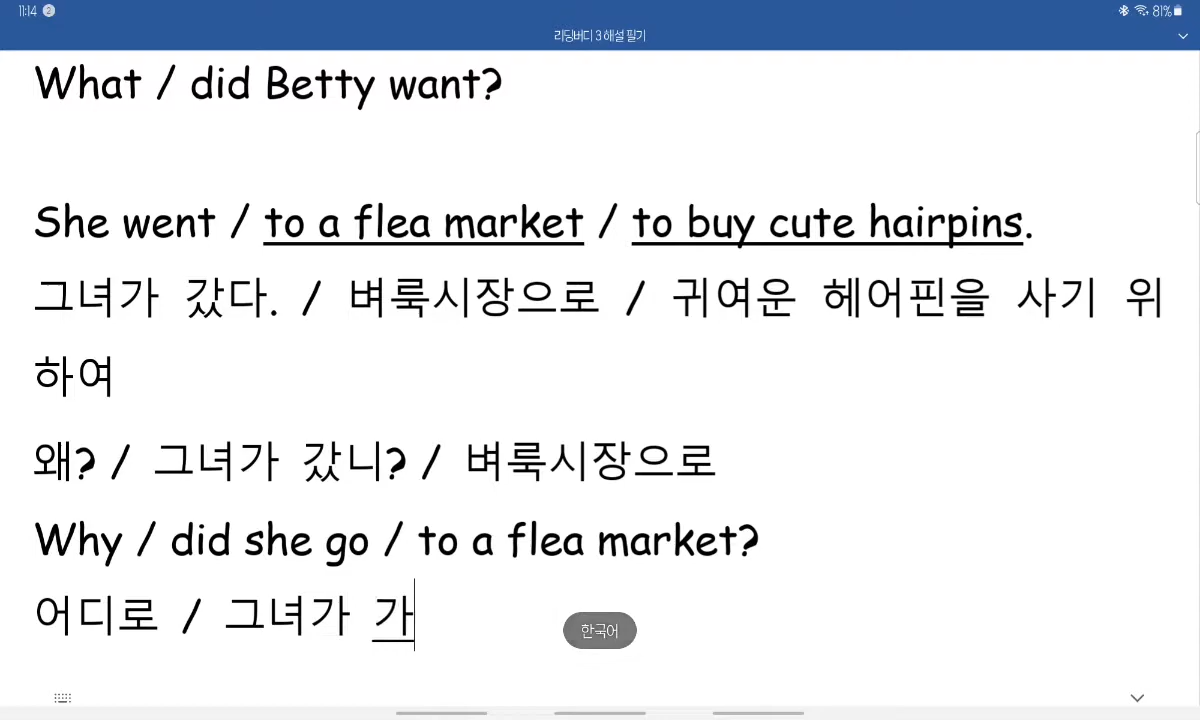 11:14 2 81%
리딩버디 3 해설 필기
What / did Betty want?
She went / to a flea market / to buy cute hairpins.
그녀가 갔다. / 벼룩시장으로 / 귀여운 헤어핀을 사기 위
하여
왜? / 그녀가 갔니? / 벼룩시장으로
Why / did she go / to a flea market?
어디로 / 그녀가 가
한국어